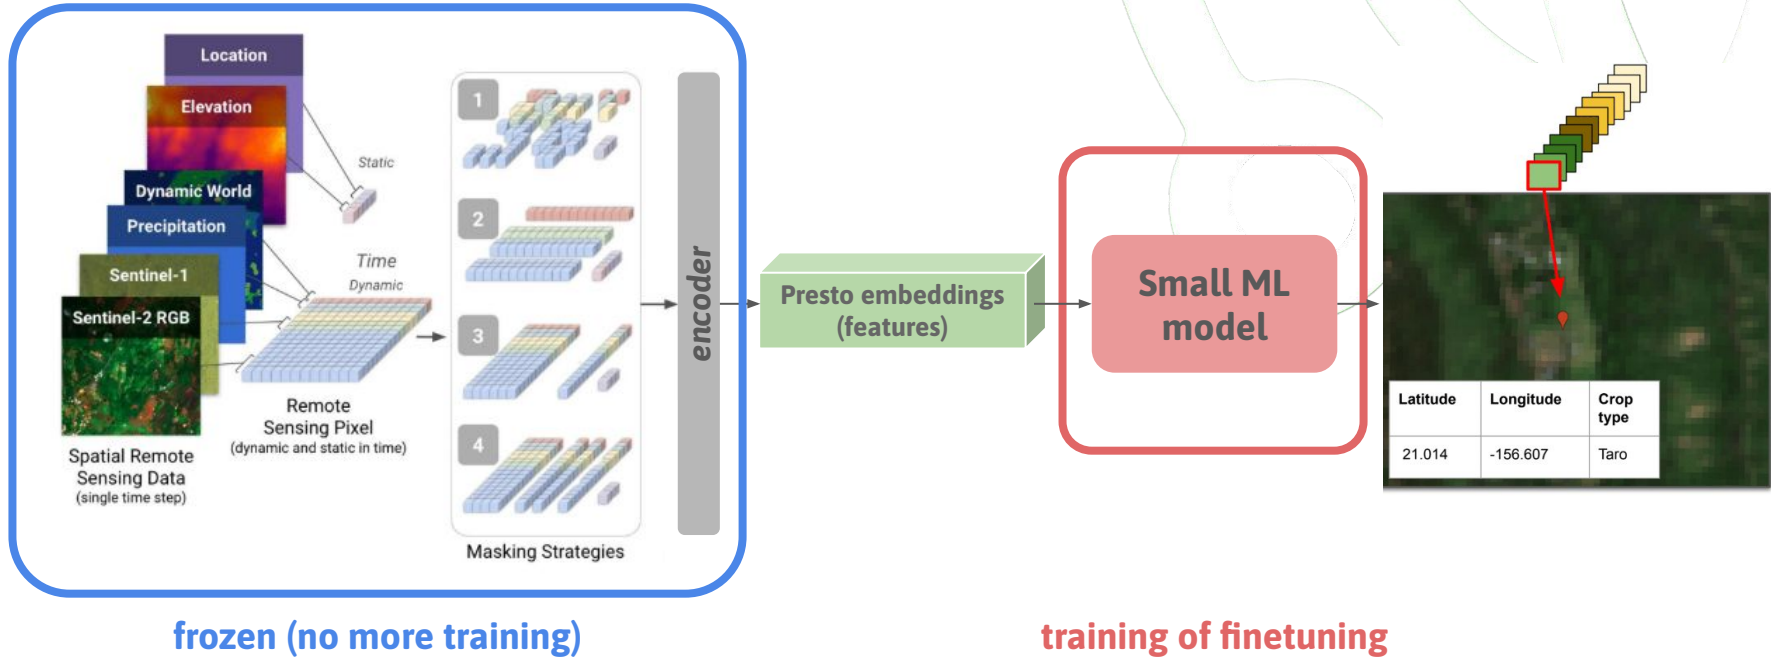 Location
Elevation
Dynamic World
Precipitation
Sentinel-1
Sentinel-2 RGB
Spatial Remote
Sensing Data
(single time step)
Static
Time
Dynamic
Remote
Sensing Pixel
(dynamic and static in time)
1
2
3
4
Masking Strategies
encoder
Presto embeddings
(features)
Small ML
model
Latitude Longitude Crop type
21.014 -156.607 Taro
frozen (no more training)
training of finetuning